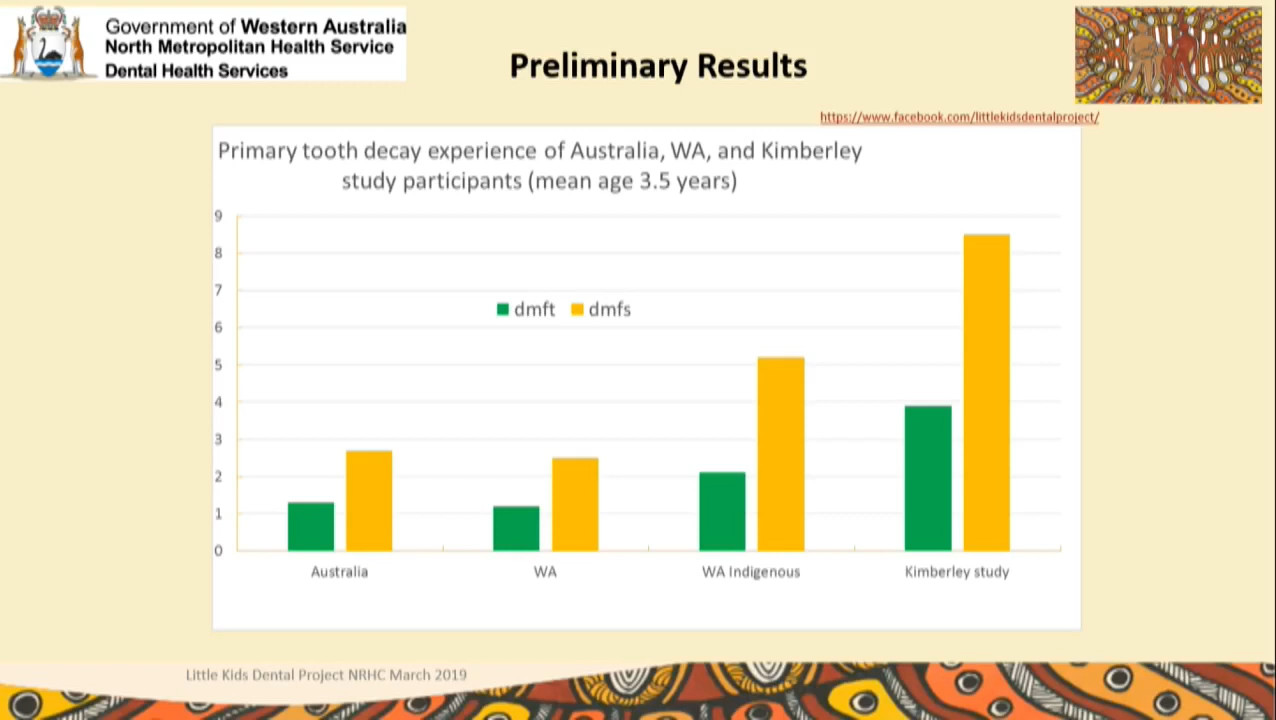 Government of Western Australia
North Metropolitan Health Service
Dental Health Services
Preliminary Results
https://www.facebook.com/littlekidsdentalproject/
Primary tooth decay experience of Australia, WA, and Kimberley
study participants (mean age 3.5 years)
9
8
7
6
5
4
3
2
1
0
dmft dmfs
Australia WA WA Indigenous Kimberley study
Little Kids Dental Project NRHC March 2019